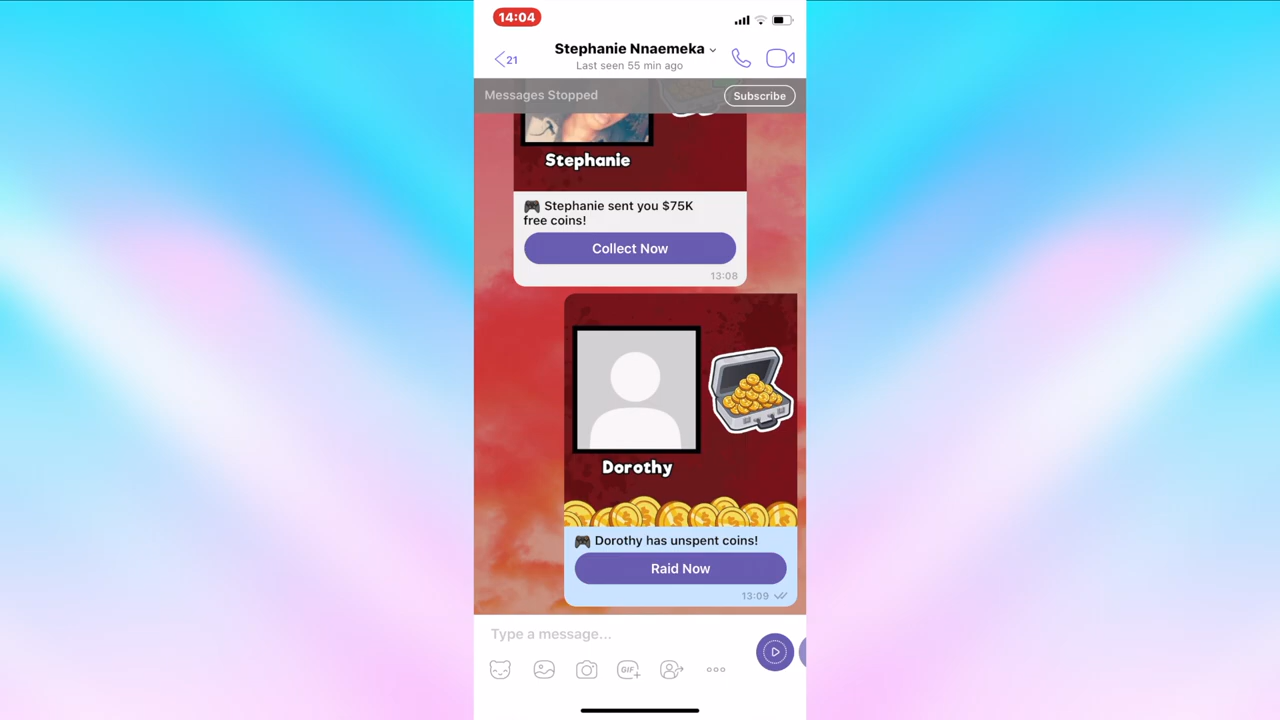 14:04
21
Stephanie Nnaemeka
Last seen 55 min ago
Messages Stopped
Subscribe
Stephanie
🎮 Stephanie sent you $75K
free coins!
Collect Now
13:08
Dorothy
🎮 Dorothy has unspent coins!
Raid Now
13:09
Type a message...
GIF